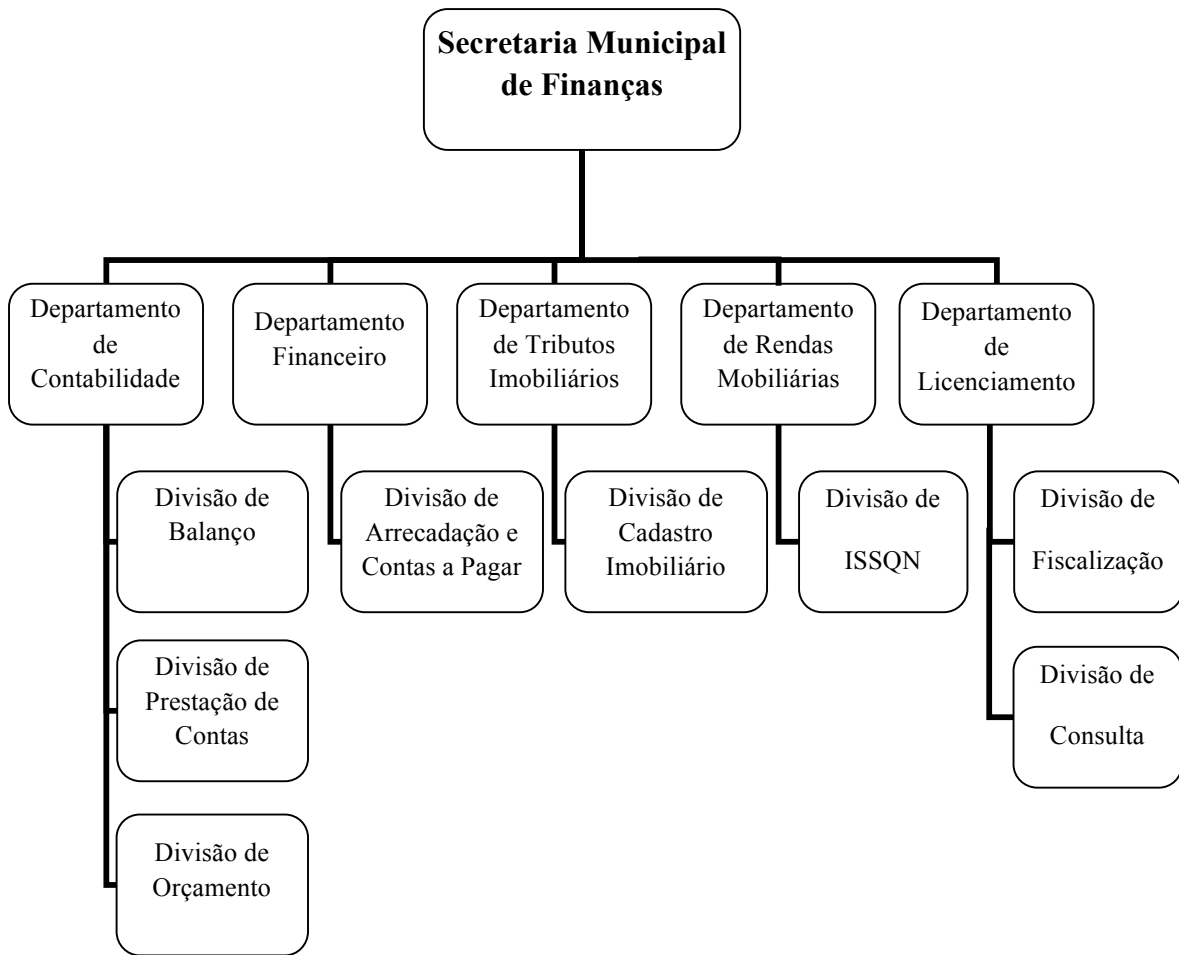 Secretaria Municipal
de Finanças
Departamento
de
Contabilidade
Departamento
Financeiro
Departamento
de Tributos
Imobiliários
Departamento
de Rendas
Mobiliárias
Departamento
de
Licenciamento
Divisão de
Balanço
Divisão de
Arrecadação e
Contas a Pagar
Divisão de
Cadastro
Imobiliário
Divisão de
ISSQN
Divisão de
Fiscalização
Divisão de
Prestação de
Contas
Divisão de
Consulta
Divisão de
Orçamento